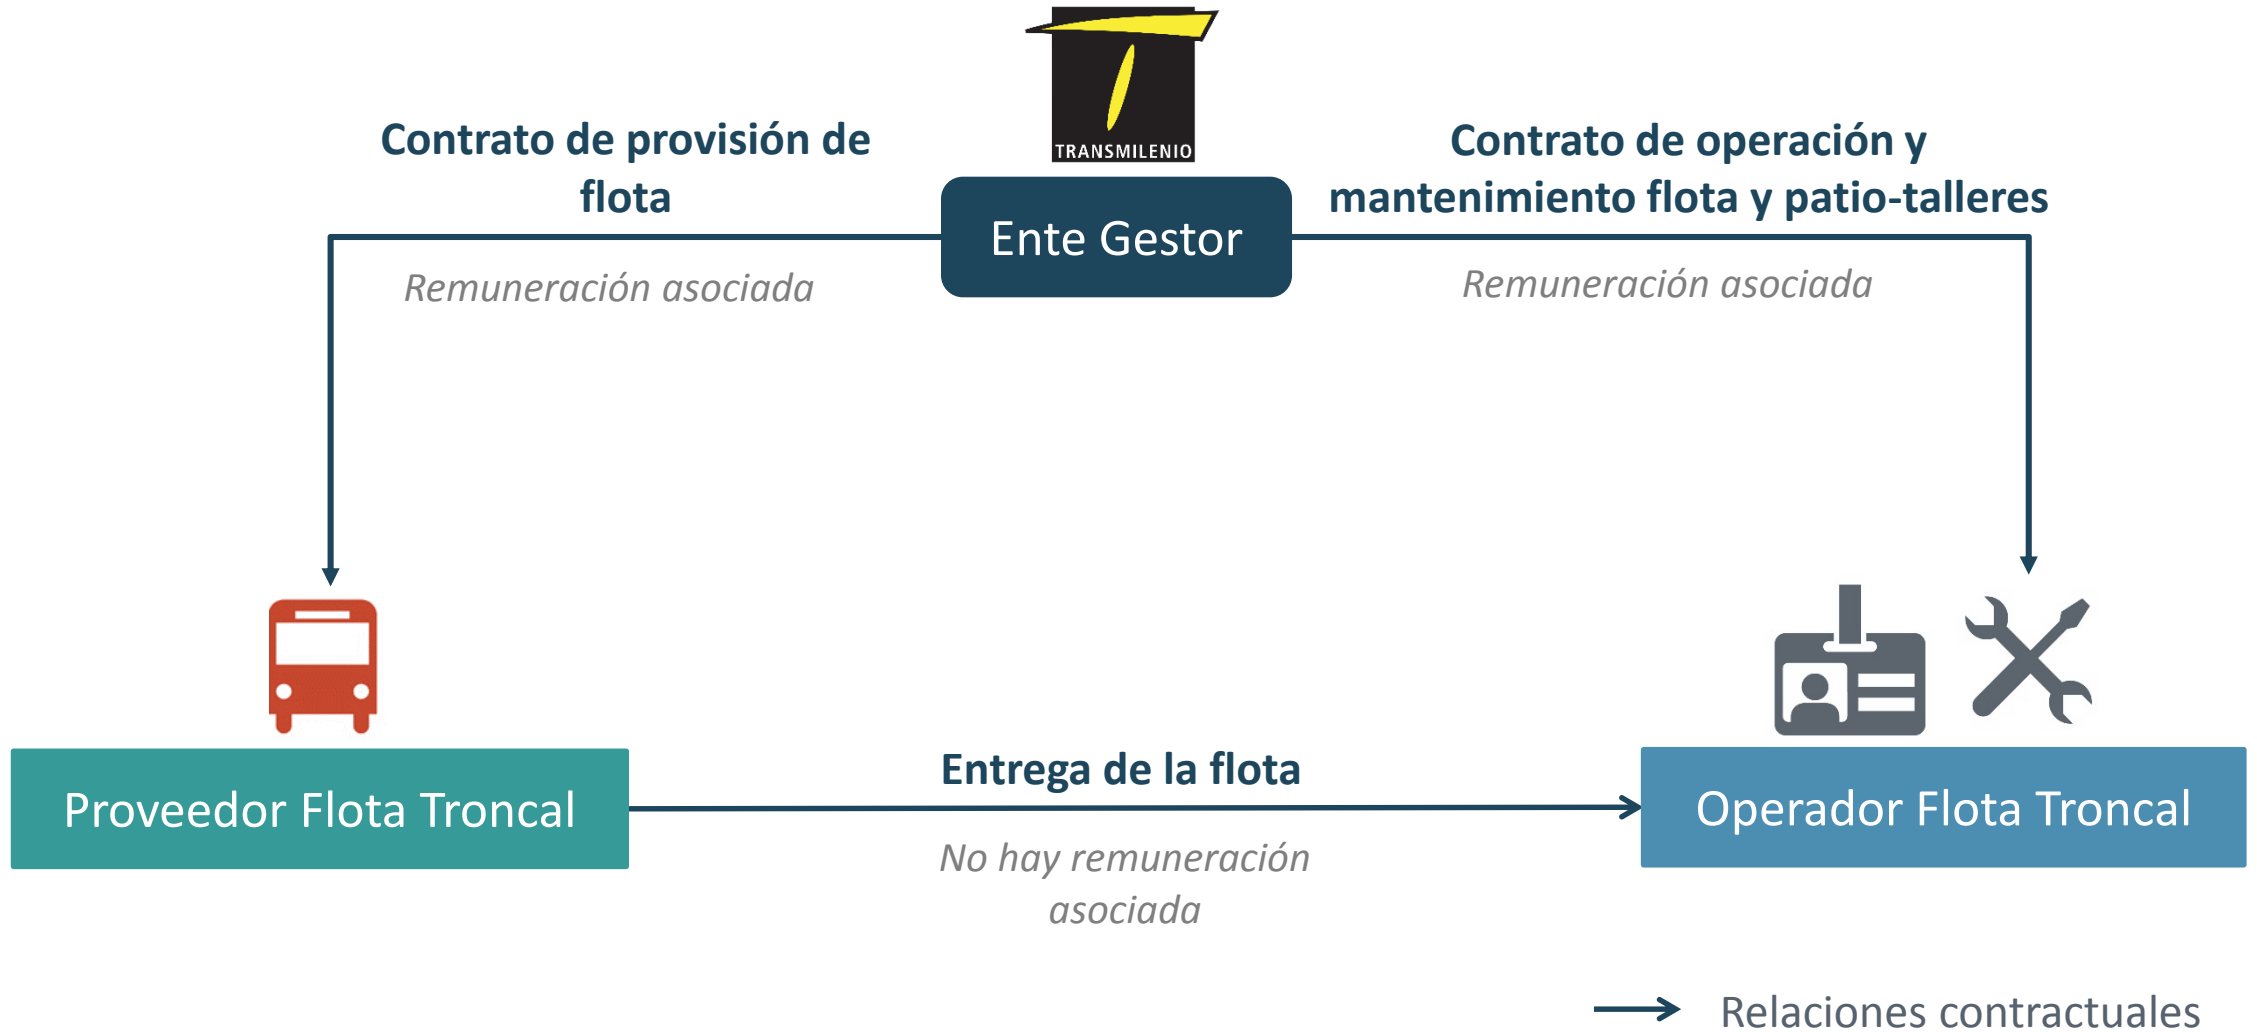 TRANSMILENIO
Contrato de provisión de
flota
Contrato de operación y
mantenimiento flota y patio-talleres
Ente Gestor
Remuneración asociada
Remuneración asociada
Entrega de la flota
Proveedor Flota Troncal
Operador Flota Troncal
No hay remuneración
asociada
Relaciones contractuales